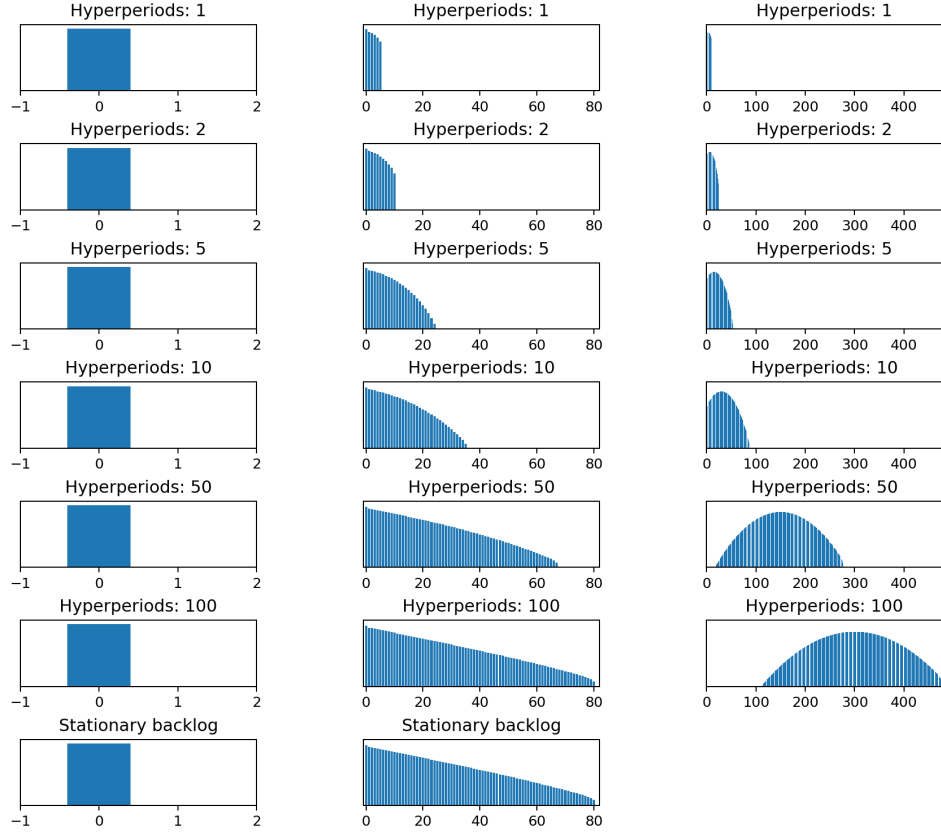 Hyperperiods: 1 Hyperperiods: 1 Hyperperiods: 1
−1 0 1 2 0 20 40 60 80 0 100 200 300 400
Hyperperiods: 2 Hyperperiods: 2 Hyperperiods: 2
−1 0 1 2 0 20 40 60 80 0 100 200 300 400
Hyperperiods: 5 Hyperperiods: 5 Hyperperiods: 5
−1 0 1 2 0 20 40 60 80 0 100 200 300 400
Hyperperiods: 10 Hyperperiods: 10 Hyperperiods: 10
−1 0 1 2 0 20 40 60 80 0 100 200 300 400
Hyperperiods: 50 Hyperperiods: 50 Hyperperiods: 50
−1 0 1 2 0 20 40 60 80 0 100 200 300 400
Hyperperiods: 100 Hyperperiods: 100 Hyperperiods: 100
−1 0 1 2 0 20 40 60 80 0 100 200 300 400
Stationary backlog Stationary backlog
−1 0 1 2 0 20 40 60 80